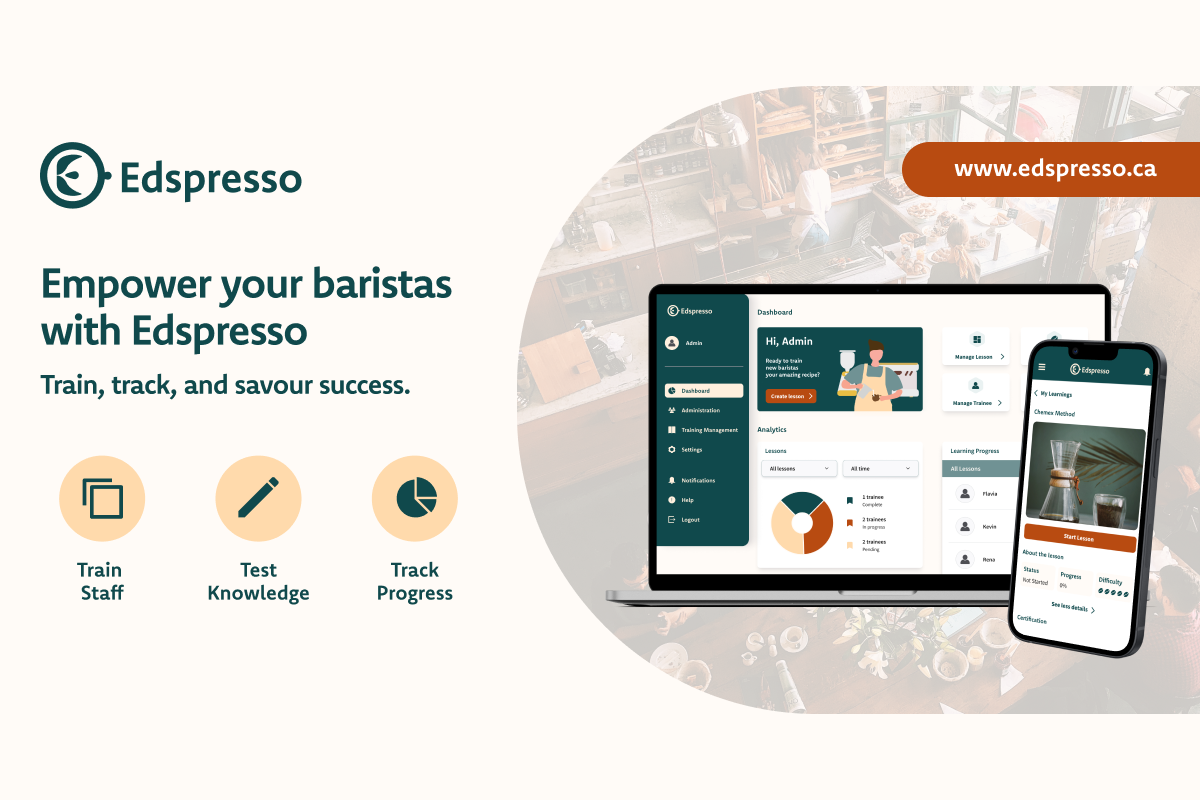 Edspresso
Empower your baristas
with Edspresso
Train, track, and savour success.
Train
Staff
Test
Knowledge
Track
Progress
www.edspresso.ca
Edspresso
Admin
Dashboard
Administration
Training Management
Settings
Notifications
Help
Logout
Dashboard
Hi, Admin
Ready to train
new baristas
your amazing recipe?
Create lesson
Manage Lesson
Manage Trainee
Analytics
Lessons
All lessons
All time
1 trainee
Complete
2 trainees
In progress
2 trainees
Pending
Learning Progress
All Lessons
Flavia
Kevin
Rena
Edspresso
My Learnings
Chemex Method
Start Lesson
About the lesson
Status
Progress
Difficulty
Not Started
0%
See less details
Certification